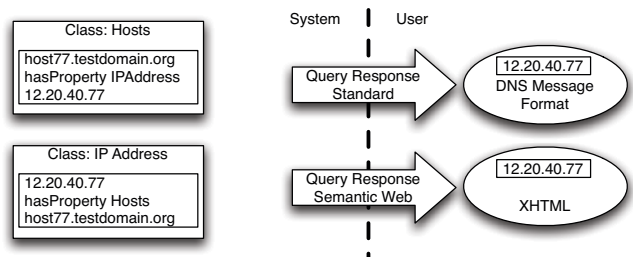 Class: Hosts
host77.testdomain.org
hasProperty IPAddress
12.20.40.77
Class: IP Address
12.20.40.77
hasProperty Hosts
host77.testdomain.org
System
User
Query Response
Standard
12.20.40.77
DNS Message
Format
Query Response
Semantic Web
12.20.40.77
XHTML